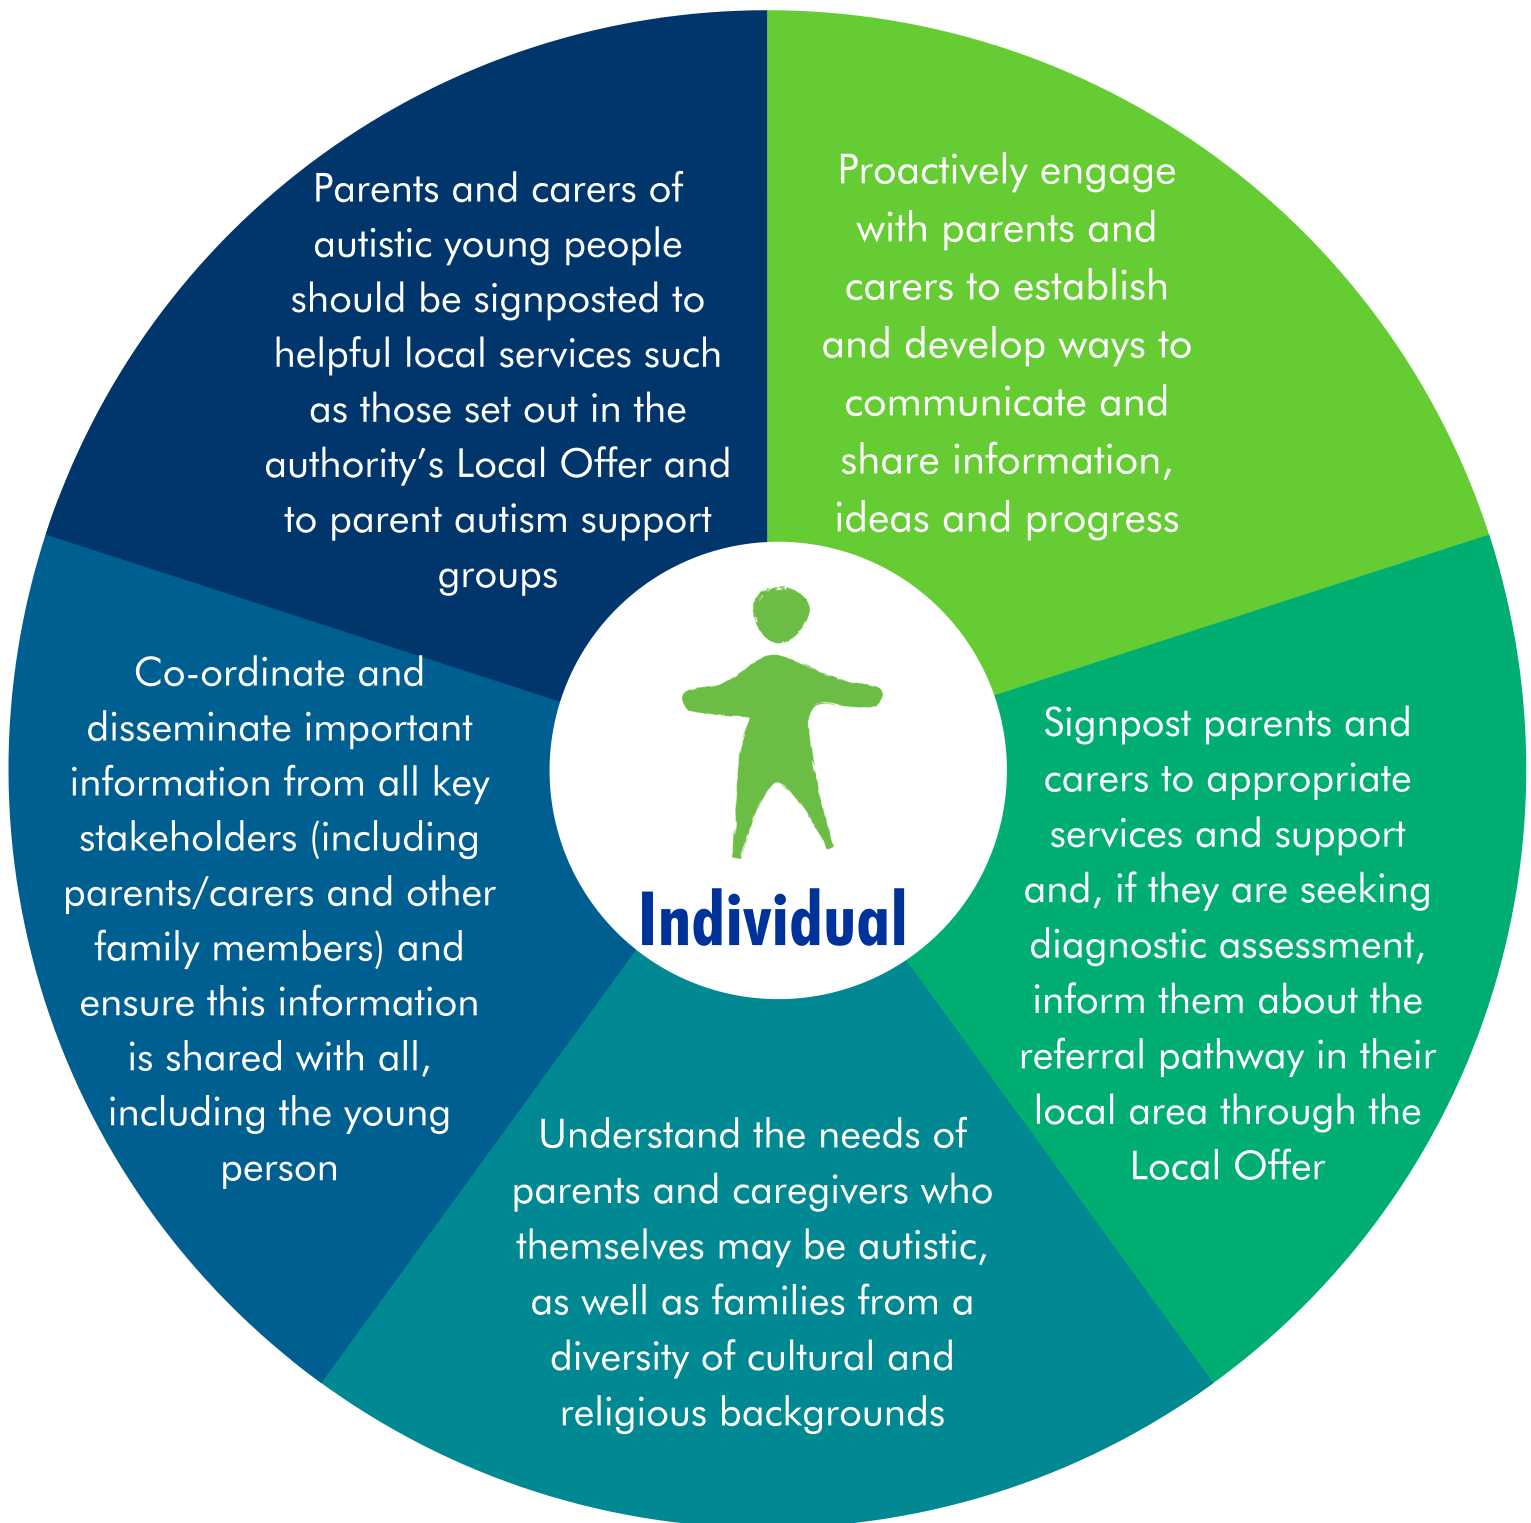 Parents and carers of
autistic young people
should be signposted to
helpful local services such
as those set out in the
authority’s Local Offer and
to parent autism support
groups
Proactively engage
with parents and
carers to establish
and develop ways to
communicate and
share information,
ideas and progress
Signpost parents and
carers to appropriate
services and support
and, if they are seeking
diagnostic assessment,
inform them about the
referral pathway in their
local area through the
Local Offer
Understand the needs of
parents and caregivers who
themselves may be autistic,
as well as families from a
diversity of cultural and
religious backgrounds
Co-ordinate and
disseminate important
information from all key
stakeholders (including
parents/carers and other
family members) and
ensure this information
is shared with all,
including the young
person
Individual